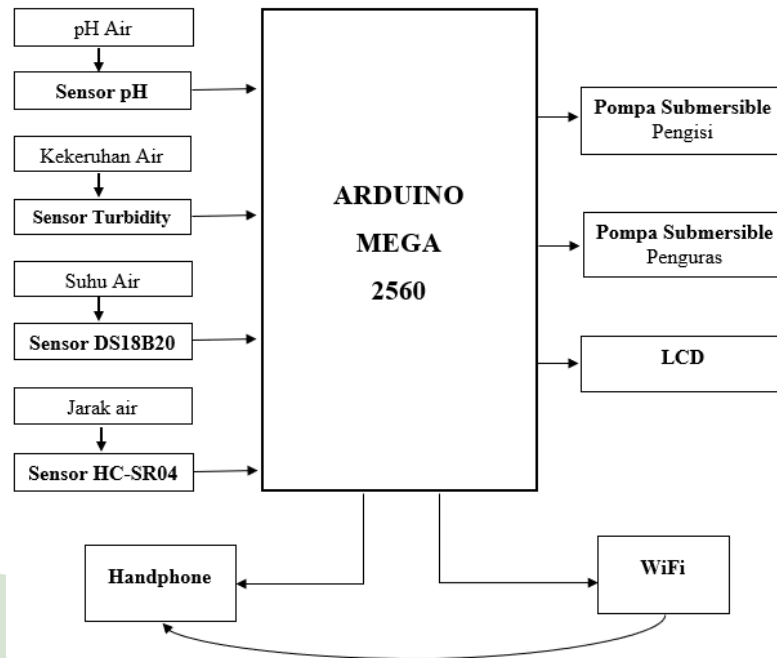 pH Air
Sensor pH
Kekeruhan Air
Sensor Turbidity
Suhu Air
Sensor DS18B20
Jarak air
Sensor HC-SR04
ARDUINO
MEGA
2560
Pompa Submersible
Pengisi
Pompa Submersible
Penguras
LCD
Handphone
WiFi